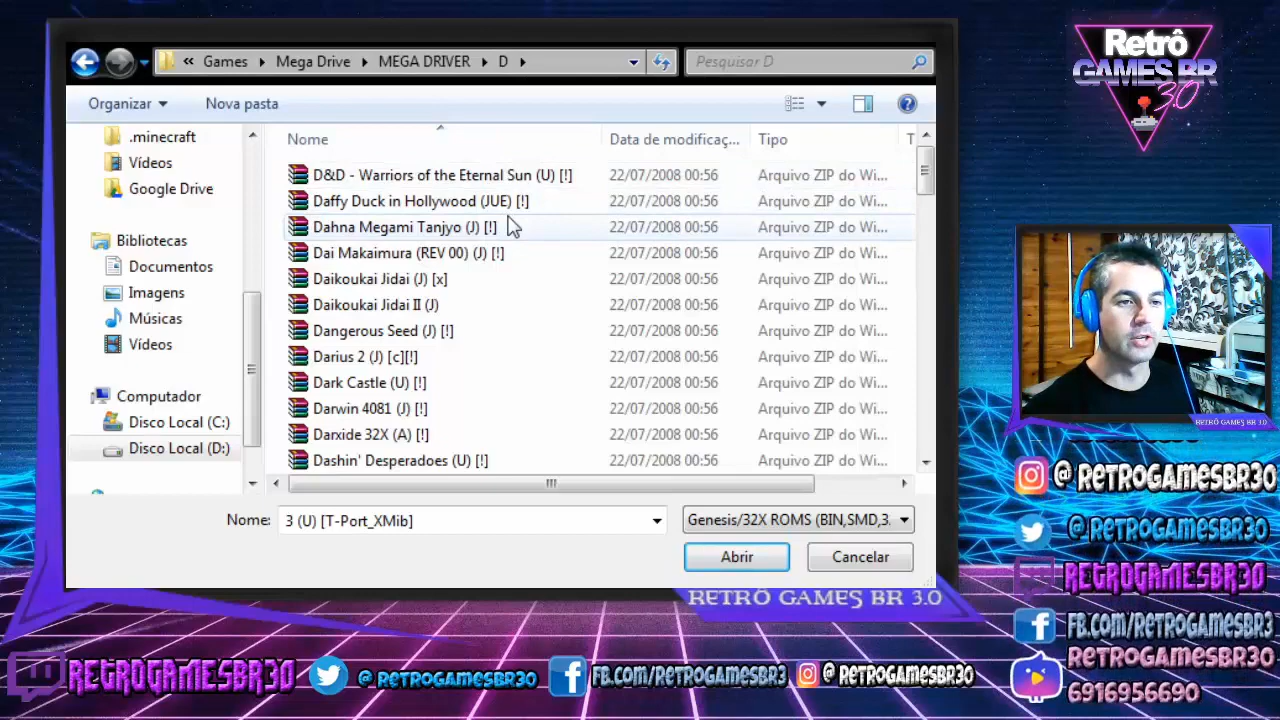 Retrô
GAMES BR
3.0
« Games Mega Drive MEGA DRIVER D
Pesquisar D
Organizar Nova pasta
.minecraft
Vídeos
Google Drive
Bibliotecas
Documentos
Imagens
Músicas
Vídeos
Computador
Disco Local (C:)
Disco Local (D:)
Nome Data de modificaç... Tipo T
D&D - Warriors of the Eternal Sun (U) [!] 22/07/2008 00:56 Arquivo ZIP do Wi...
Daffy Duck in Hollywood (JUE) [!] 22/07/2008 00:56 Arquivo ZIP do Wi...
Dahna Megami Tanjyo (J) [!] 22/07/2008 00:56 Arquivo ZIP do Wi...
Dai Makaimura (REV 00) (J) [!] 22/07/2008 00:56 Arquivo ZIP do Wi...
Daikoukai Jidai (J) [x] 22/07/2008 00:56 Arquivo ZIP do Wi...
Daikoukai Jidai II (J) 22/07/2008 00:56 Arquivo ZIP do Wi...
Dangerous Seed (J) [!] 22/07/2008 00:56 Arquivo ZIP do Wi...
Darius 2 (J) [c][!] 22/07/2008 00:56 Arquivo ZIP do Wi...
Dark Castle (U) [!] 22/07/2008 00:56 Arquivo ZIP do Wi...
Darwin 4081 (J) [!] 22/07/2008 00:56 Arquivo ZIP do Wi...
Darxide 32X (A) [!] 22/07/2008 00:56 Arquivo ZIP do Wi...
Dashin' Desperadoes (U) [!] 22/07/2008 00:56 Arquivo ZIP do Wi...
Nome: 3 (U) [T-Port_XMib] Genesis/32X ROMS (BIN,SMD,3.
Abrir Cancelar
RETRÔ GAMES BR 3.0
RETRÔ GAMES BR 3.0
@RETROGAMESBR30
@RETROGAMESBR30
RETROGAMESBR30
FB.COM/RETROGAMESBR3
RETROGAMESBR30
6916956690
RETROGAMESBR30 @RETROGAMESBR30 FB.COM/RETROGAMESBR3 @RETROGAMESBR30